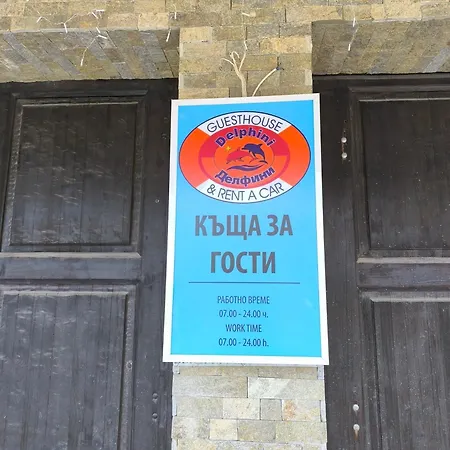 GUESTHOUSE
Delphini
Делфини
& RENT A CAR
КЪЩА ЗА
ГОСТИ
РАБОТНО ВРЕМЕ
07.00 - 24.00 ч.
WORK TIME
07.00 - 24.00 h.